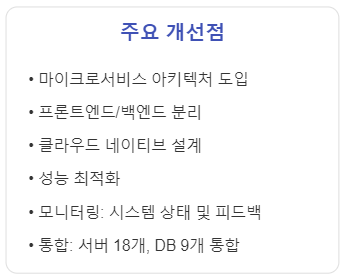 주요 개선점
• 마이크로서비스 아키텍처 도입
• 프론트엔드/백엔드 분리
• 클라우드 네이티브 설계
• 성능 최적화
• 모니터링: 시스템 상태 및 피드백
• 통합: 서버 18개, DB 9개 통합